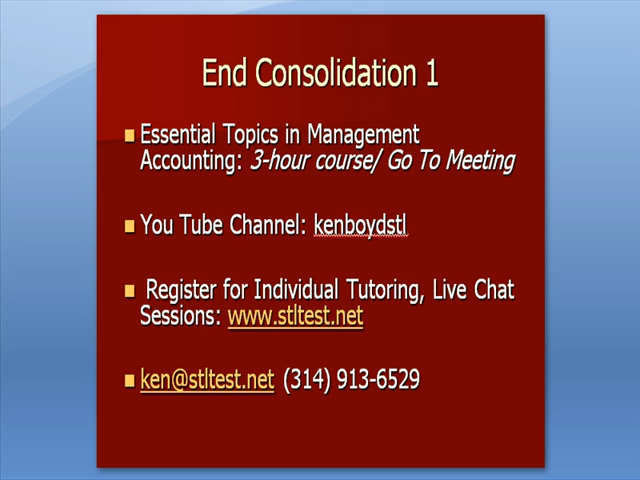 End Consolidation 1
Essential Topics in Management
Accounting: 3-hour course/ Go To Meeting
You Tube Channel: kenboydstl
Register for Individual Tutoring, Live Chat
Sessions: www.stltest.net
ken@stltest.net (314) 913-6529